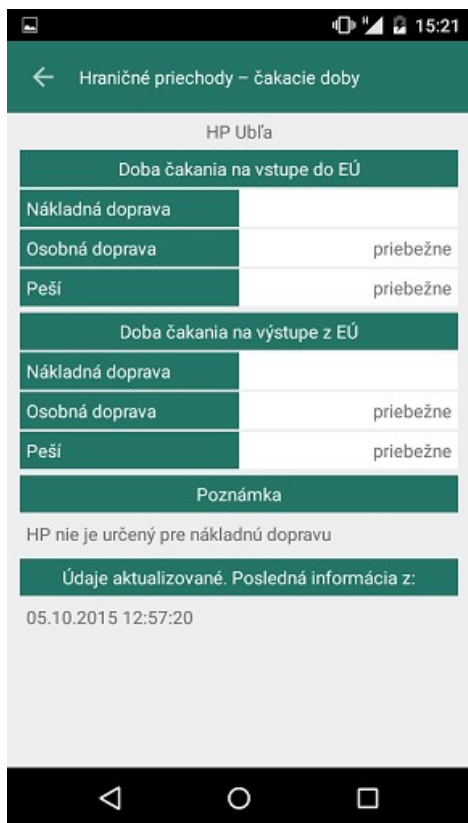 15:21
Hraničné priechody – čakacie doby
HP Ubľa
Doba čakania na vstupe do EÚ
Nákladná doprava
Osobná doprava priebežne
Peší priebežne
Doba čakania na výstupe z EÚ
Nákladná doprava
Osobná doprava priebežne
Peší priebežne
Poznámka
HP nie je určený pre nákladnú dopravu
Údaje aktualizované. Posledná informácia z:
05.10.2015 12:57:20